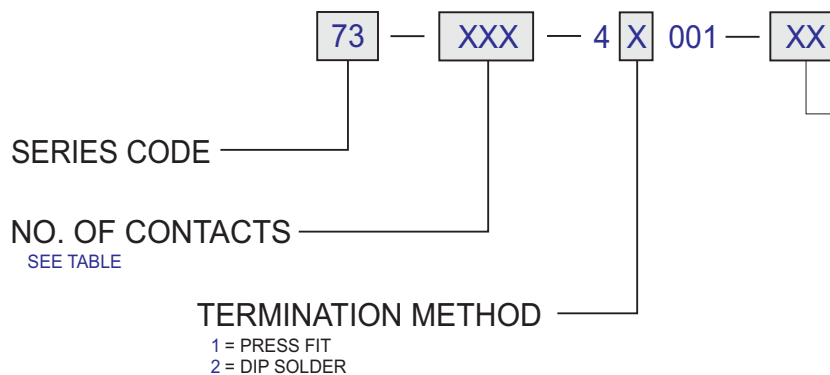 73 — XXX — 4 X 001 — XX
SERIES CODE
NO. OF CONTACTS
SEE TABLE
TERMINATION METHOD
1 = PRESS FIT
2 = DIP SOLDER